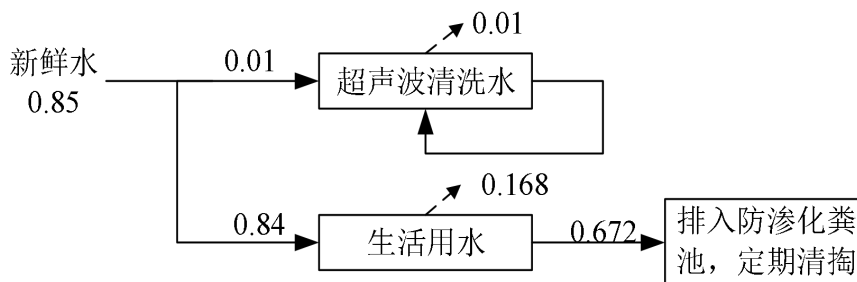 0.01
新鲜水
0.01
超声波清洗水
0.85
0.168
0.84
生活用水
0.672
排入防渗化粪
池，定期清掏